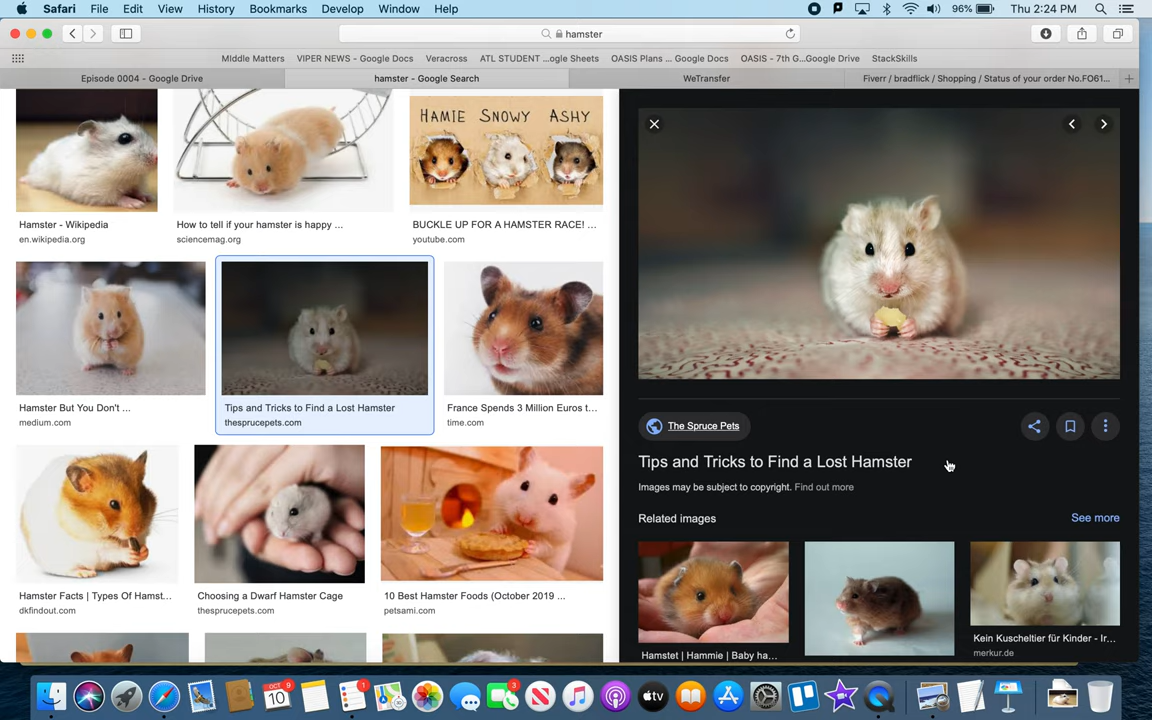 Safari File Edit View History Bookmarks Develop Window Help 96% Thu 2:24 PM
hamster
MIddle Matters VIPER NEWS - Google Docs Veracross ATL STUDENT ...ogle Sheets OASIS Plans ... Google Docs OASIS - 7th G...Google Drive StackSkills
Episode 0004 - Google Drive hamster - Google Search WeTransfer Fiverr / bradflick / Shopping / Status of your order No.FO61...
HAMIE SNOWY ASHY
Hamster - Wikipedia
en.wikipedia.org
How to tell if your hamster is happy ...
sciencemag.org
BUCKLE UP FOR A HAMSTER RACE! ...
youtube.com
Hamster But You Don't ...
medium.com
Tips and Tricks to Find a Lost Hamster
thesprucepets.com
France Spends 3 Million Euros t...
time.com
Hamster Facts | Types Of Hamst...
dkfindout.com
Choosing a Dwarf Hamster Cage
thesprucepets.com
10 Best Hamster Foods (October 2019 ...
petsami.com
The Spruce Pets
Tips and Tricks to Find a Lost Hamster
Images may be subject to copyright. Find out more
Related images See more
Hamstet | Hammie | Baby ha...
Kein Kuscheltier für Kinder - Ir...
merkur.de
OCT 9
10
1
3
tv